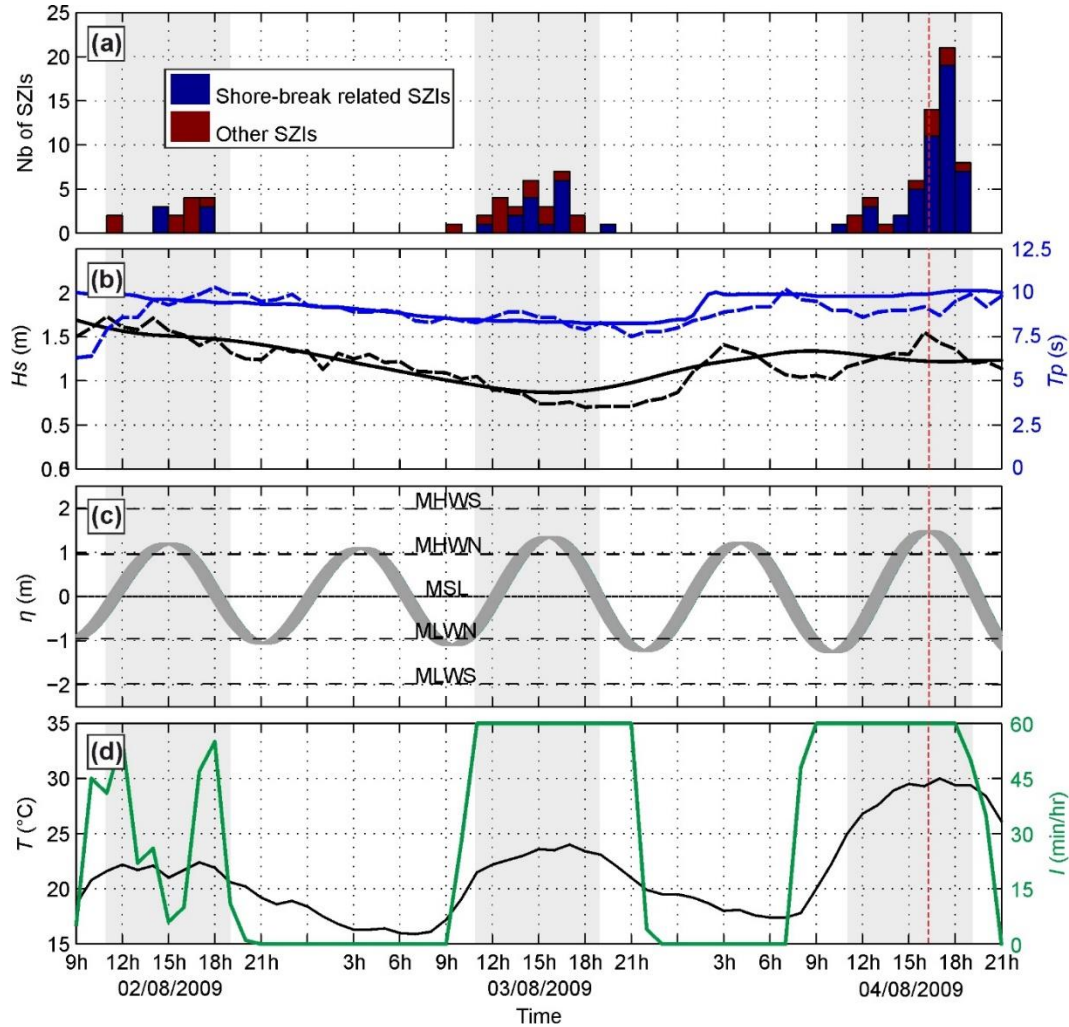 (a)
Nb of SZIs
25
20
15
10
5
0
Shore-break related SZIs
Other SZIs
(b)
Hs (m)
2
1.5
1
0.5
0.0
12.5
10
7.5
5
2.5
0
Tp (s)
(c)
η (m)
2
1
0
−1
−2
MHWS
MHWN
MSL
MLWN
MLWS
(d)
T (°C)
35
30
25
20
15
60
45
30
15
0
I (min/hr)
9h 12h 15h 18h 21h 3h 6h 9h 12h 15h 18h 21h 3h 6h 9h 12h 15h 18h 21h
02/08/2009 03/08/2009 04/08/2009
Time